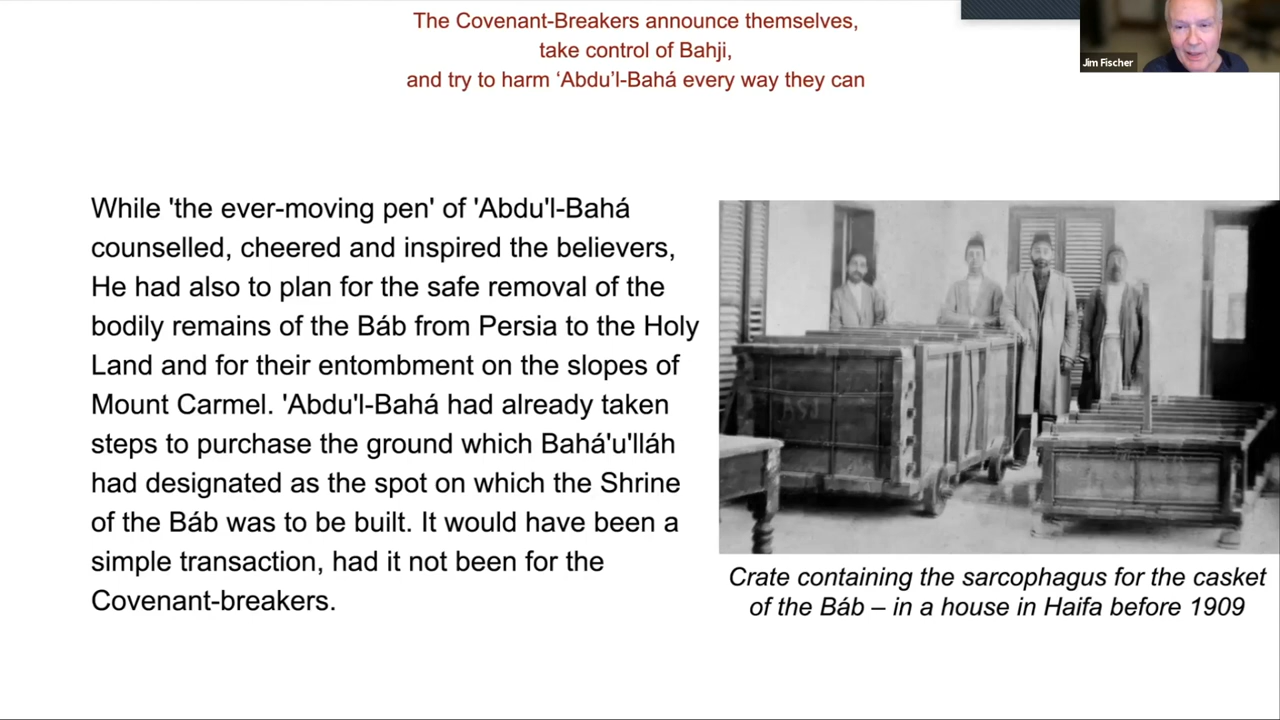 The Covenant-Breakers announce themselves,
take control of Bahji,
and try to harm ‘Abdu’l-Bahá every way they can
Jim Fischer
While 'the ever-moving pen' of 'Abdu'l-Bahá
counselled, cheered and inspired the believers,
He had also to plan for the safe removal of the
bodily remains of the Báb from Persia to the Holy
Land and for their entombment on the slopes of
Mount Carmel. 'Abdu'l-Bahá had already taken
steps to purchase the ground which Bahá'u'lláh
had designated as the spot on which the Shrine
of the Báb was to be built. It would have been a
simple transaction, had it not been for the
Covenant-breakers.
Crate containing the sarcophagus for the casket
of the Báb – in a house in Haifa before 1909